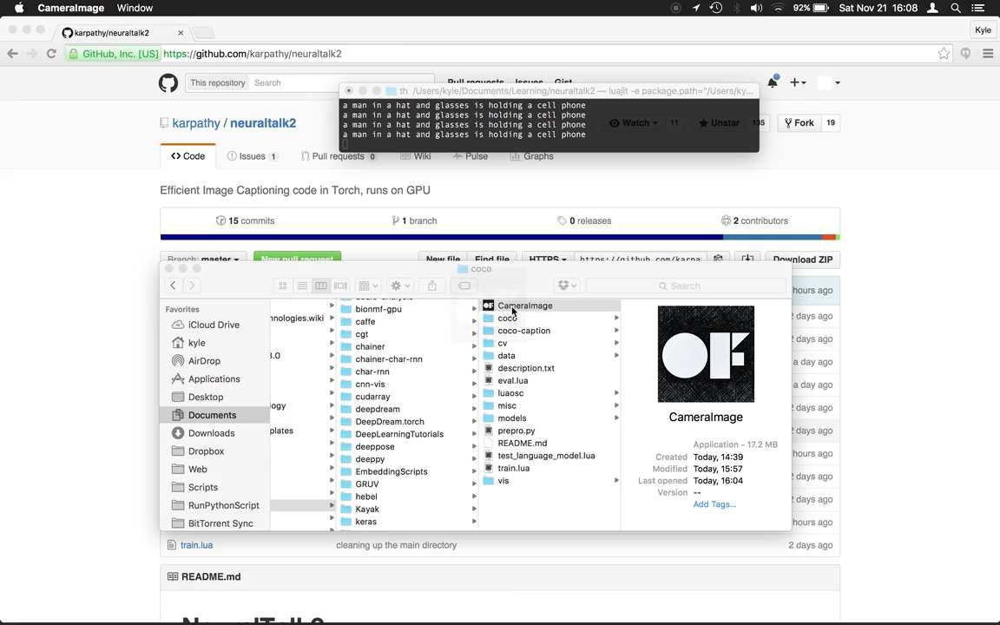 CameraImage Window 92% Sat Nov 21 16:08
karpathy/neuraltalk2
Kyle
GitHub, Inc. [US] https://github.com/karpathy/neuraltalk2
This repository Search Pull requests Issues Gist
th /Users/kyle/Documents/Learning/neuraltalk2 — luajit -e package.path="/Users/ky...
a man in a hat and glasses is holding a cell phone
a man in a hat and glasses is holding a cell phone
a man in a hat and glasses is holding a cell phone
a man in a hat and glasses is holding a cell phone
karpathy / neuraltalk2
Watch 11 Unstar 135 Fork 19
Code Issues 1 Pull requests 0 Wiki Pulse Graphs
Efficient Image Captioning code in Torch, runs on GPU
15 commits 1 branch 0 releases 2 contributors
Branch: master New pull request New file Find file HTTPS https://github.com/karpa Download ZIP
coco
Search
Favorites
iCloud Drive
kyle
AirDrop
Applications
Desktop
Documents
Downloads
Dropbox
Web
Scripts
RunPythonScript
BitTorrent Sync
nnologies.wiki
3.0
ogy
plates
bionmf-gpu
caffe
cgt
chainer
chainer-char-rnn
char-rnn
cnn-vis
cudarray
deepdream
DeepDream.torch
DeepLearningTutorials
deeppose
deeppy
EmbeddingScripts
GRUV
hebel
Kayak
keras
CameraImage
coco
coco-caption
cv
data
description.txt
eval.lua
luaosc
misc
models
prepro.py
README.md
test_language_model.lua
train.lua
vis
OF
CameraImage
Application - 17.2 MB
Created Today, 14:39
Modified Today, 15:57
Last opened Today, 16:04
Version --
Add Tags...
hours ago
2 days ago
2 days ago
a day ago
a day ago
2 days ago
2 days ago
hours ago
2 days ago
2 days ago
hours ago
train.lua cleaning up the main directory 2 days ago
README.md
NeuralTalk2